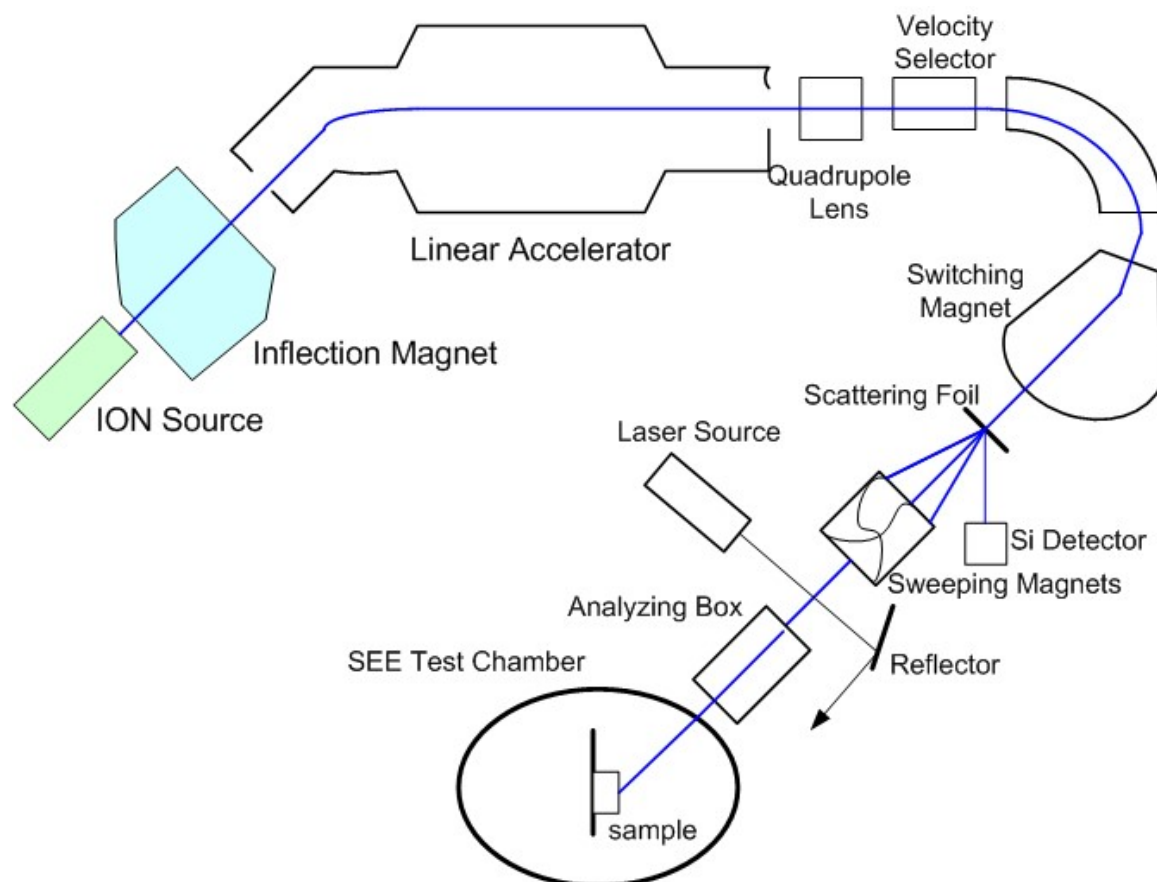 Velocity
Selector
Quadrupole
Lens
Linear Accelerator
Switching
Magnet
Inflection Magnet
ION Source
Scattering Foil
Laser Source
Si Detector
Sweeping Magnets
Analyzing Box
SEE Test Chamber
Reflector
sample